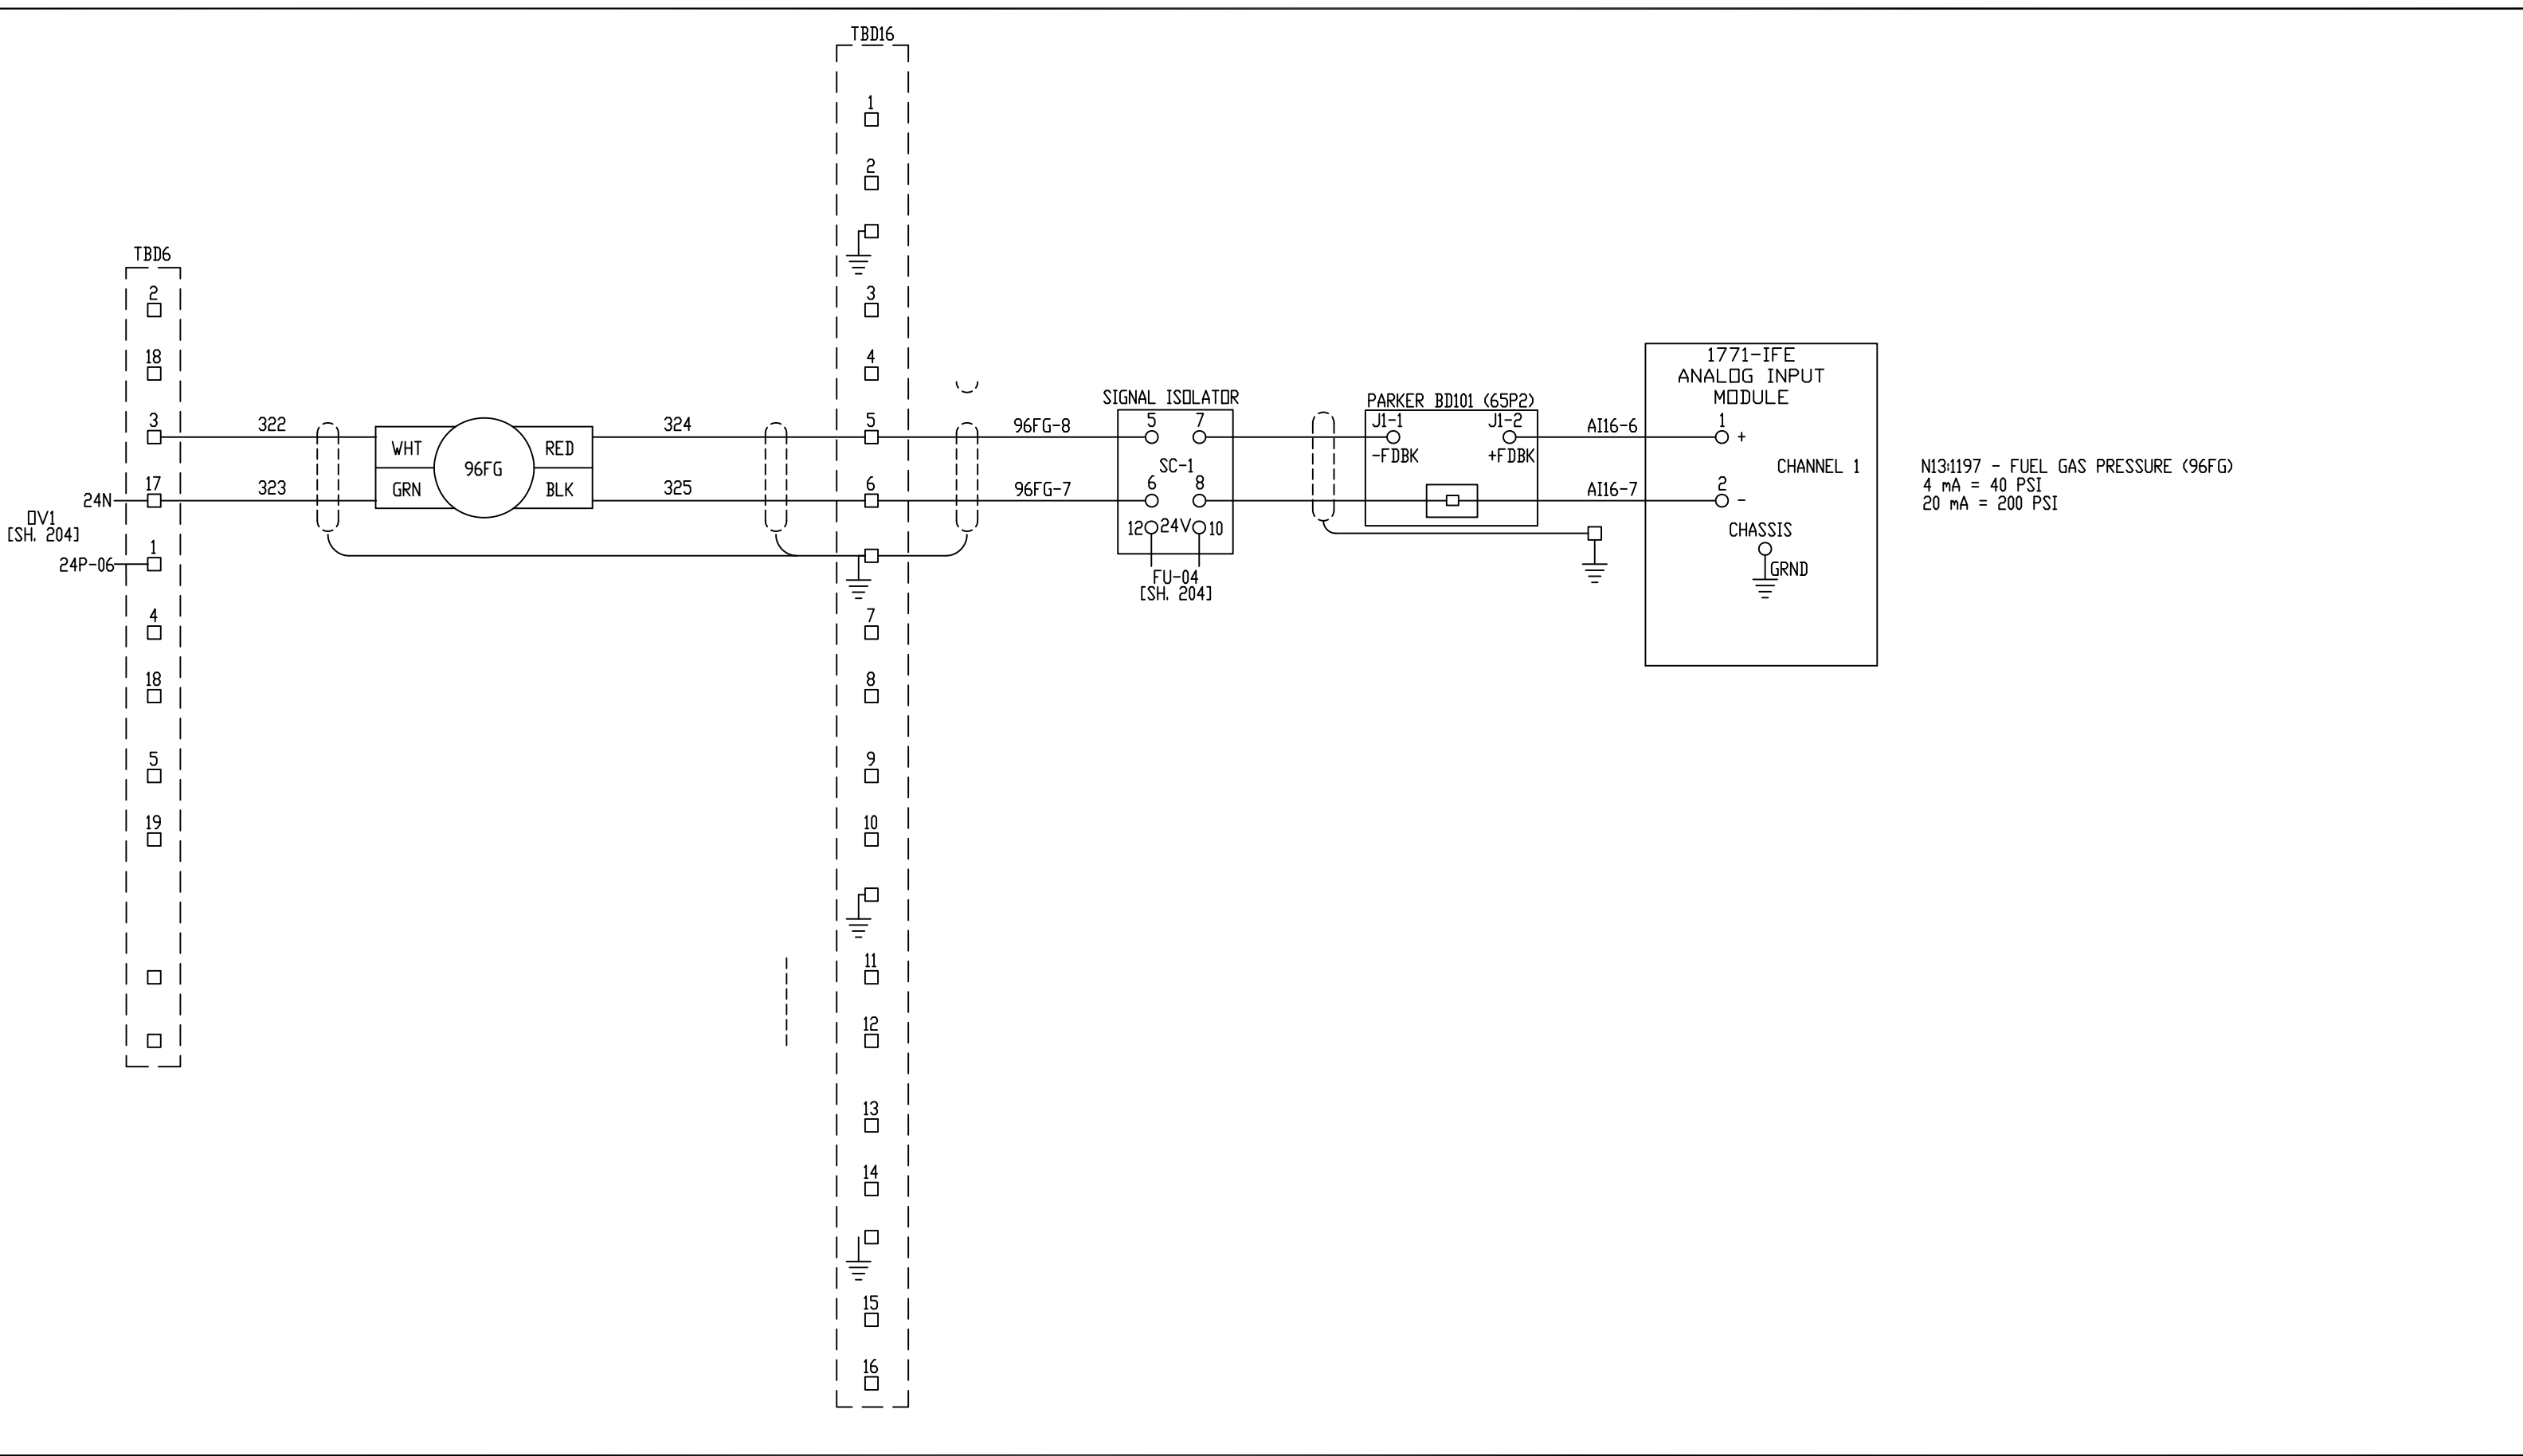 TBD16
1
2
3
4
5
6
7
8
9
10
11
12
13
14
15
16
TBD6
2
18
3
17
1
4
18
5
19
24N
OV1
[SH. 204]
24P-06
322
323
WHT
GRN
96FG
RED
BLK
324
325
96FG-8
96FG-7
SIGNAL ISOLATOR
5 7
SC-1
6 8
12 24V 10
FU-04
[SH. 204]
PARKER BD101 (65P2)
J1-1 J1-2
-FDBK +FDBK
AI16-6
AI16-7
1771-IFE
ANALOG INPUT
MODULE
1
+
CHANNEL 1
2
-
CHASSIS
GRND
N13:1197 - FUEL GAS PRESSURE (96FG)
4 mA = 40 PSI
20 mA = 200 PSI